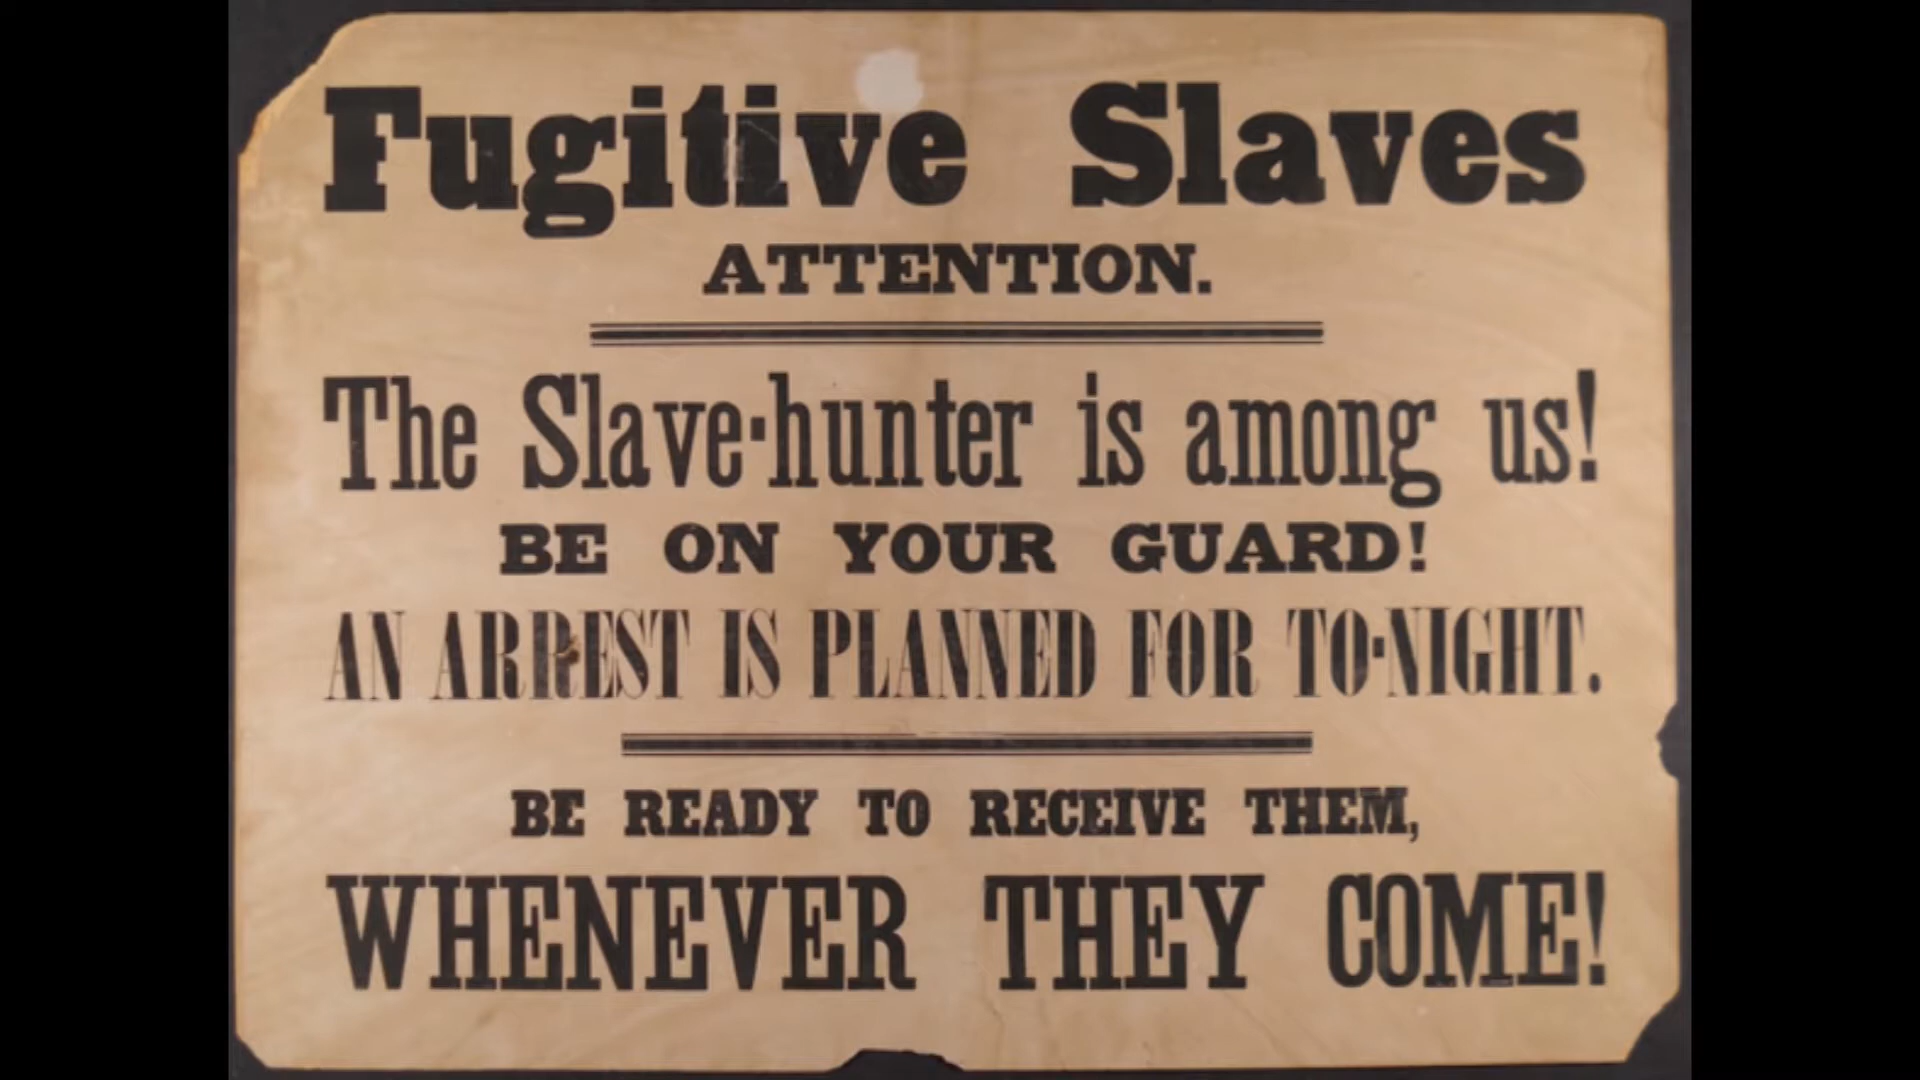 Fugitive Slaves
ATTENTION.
The Slave-hunter is among us!
BE ON YOUR GUARD!
AN ARREST IS PLANNED FOR TO-NIGHT.
BE READY TO RECEIVE THEM,
WHENEVER THEY COME!